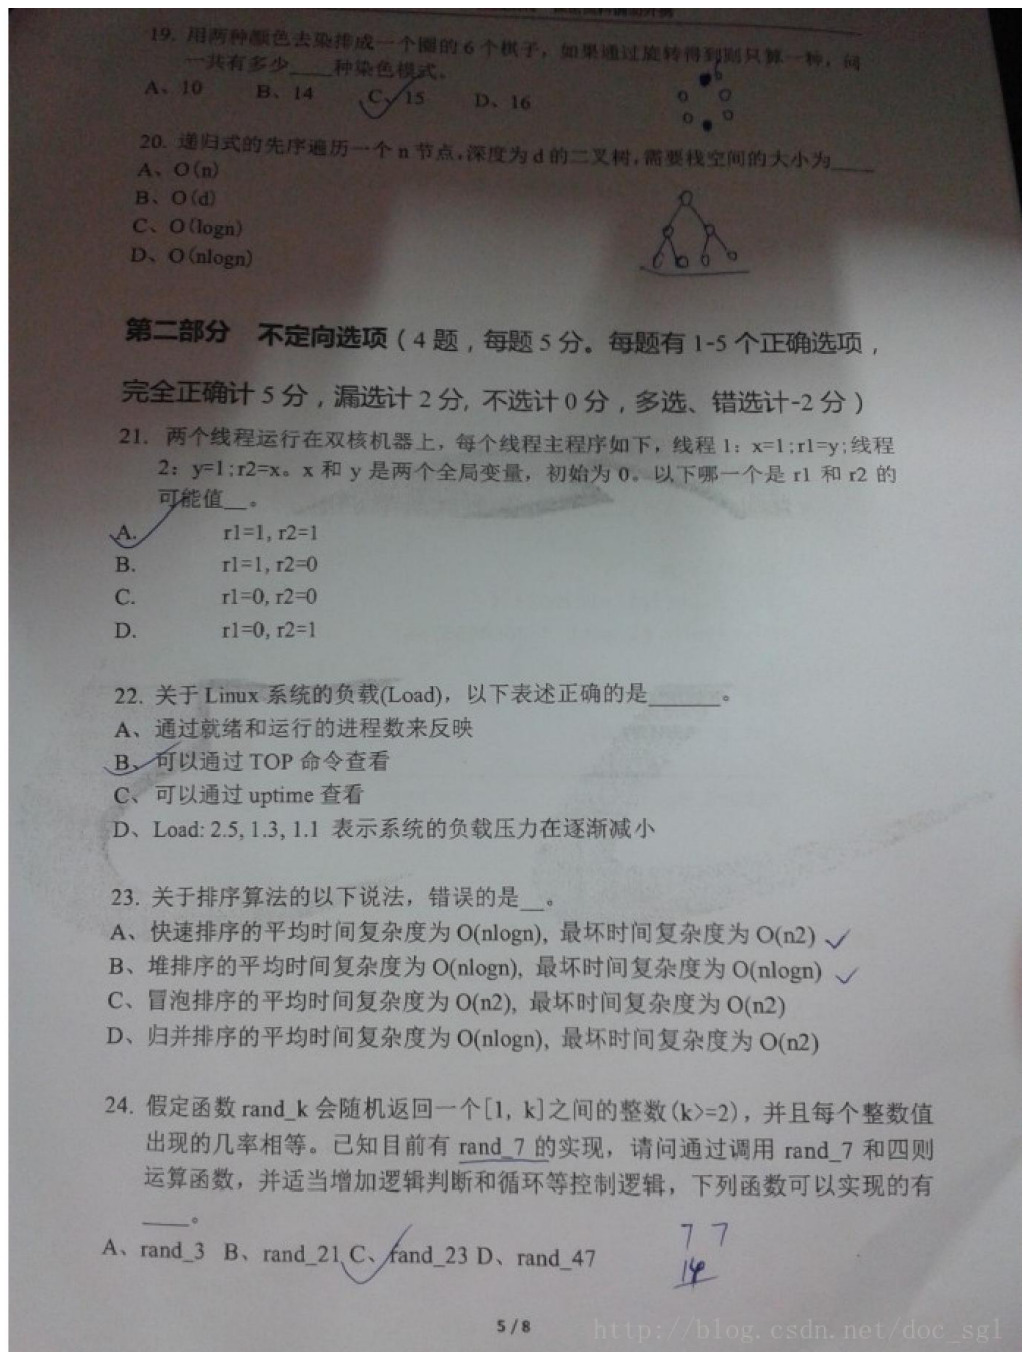 19. 用两种颜色去染排成一个圈的6个棋子，如果通过旋转得到则只算一种，问
一共有多少____种染色模式。
A、10 B、14 C、15 D、16
20. 递归式的先序遍历一个n节点,深度为d的二叉树,需要栈空间的大小为____
A、O(n)
B、O(d)
C、O(logn)
D、O(nlogn)
第二部分 不定向选项（4题，每题5分。每题有1-5个正确选项，
完全正确计5分，漏选计2分, 不选计0分，多选、错选计-2分）
21. 两个线程运行在双核机器上，每个线程主程序如下，线程1：x=1;r1=y;线程
2：y=1;r2=x。x和y是两个全局变量，初始为0。以下哪一个是r1和r2的
可能值__。
A. r1=1, r2=1
B. r1=1, r2=0
C. r1=0, r2=0
D. r1=0, r2=1
22. 关于Linux系统的负载(Load)，以下表述正确的是______。
A、通过就绪和运行的进程数来反映
B、可以通过TOP命令查看
C、可以通过uptime查看
D、Load: 2.5, 1.3, 1.1 表示系统的负载压力在逐渐减小
23. 关于排序算法的以下说法，错误的是__。
A、快速排序的平均时间复杂度为O(nlogn), 最坏时间复杂度为O(n2)
B、堆排序的平均时间复杂度为O(nlogn), 最坏时间复杂度为O(nlogn)
C、冒泡排序的平均时间复杂度为O(n2), 最坏时间复杂度为O(n2)
D、归并排序的平均时间复杂度为O(nlogn), 最坏时间复杂度为O(n2)
24. 假定函数rand_k会随机返回一个[1, k]之间的整数(k>=2)，并且每个整数值
出现的几率相等。已知目前有rand_7的实现，请问通过调用rand_7和四则
运算函数，并适当增加逻辑判断和循环等控制逻辑，下列函数可以实现的有
____。
A、rand_3 B、rand_21 C、rand_23 D、rand_47
7 7
14
5 / 8
http://blog.csdn.net/doc_sgl